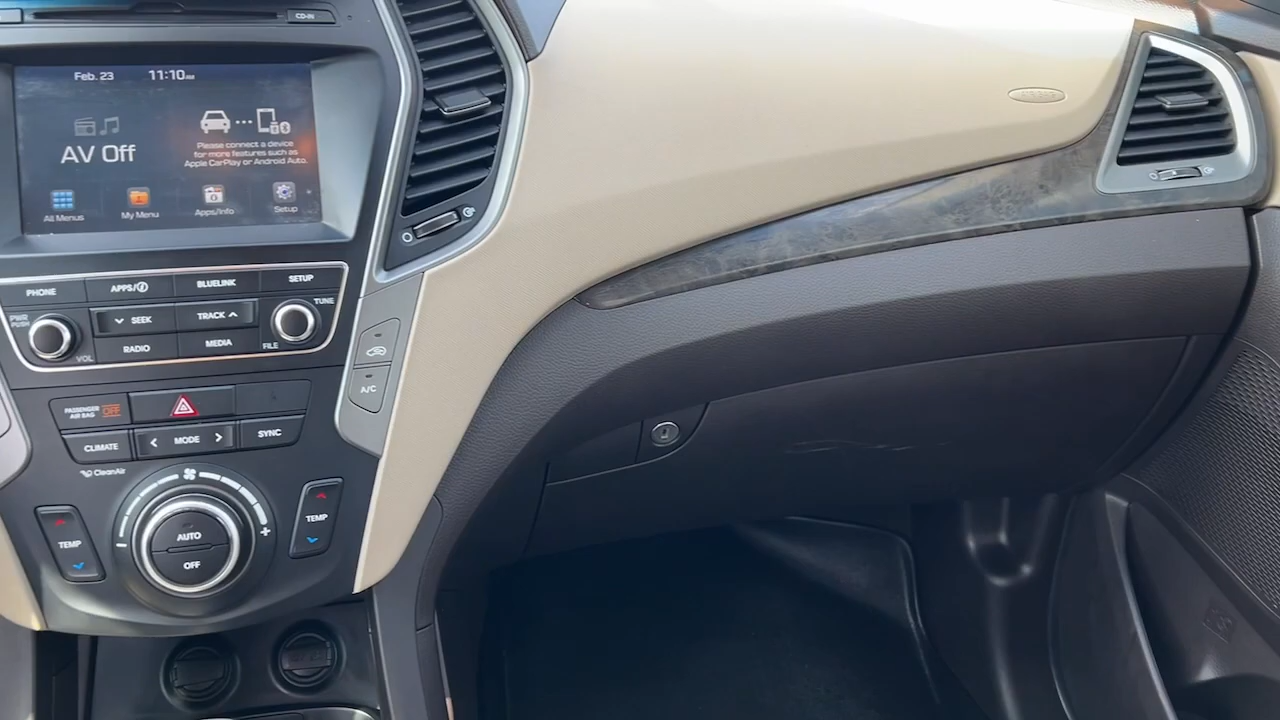 CD-IN
Feb. 23 11:10 AM
AV Off
Please connect a device
for more features such as
Apple CarPlay or Android Auto.
All Menus My Menu Apps/Info Setup
PHONE APPS/i BLUELINK SETUP
PWR
PUSH
SEEK TRACK TUNE
VOL RADIO MEDIA FILE
A/C
PASSENGER
AIR BAG OFF
CLIMATE MODE SYNC
CleanAir
TEMP AUTO TEMP
OFF
AIRBAG